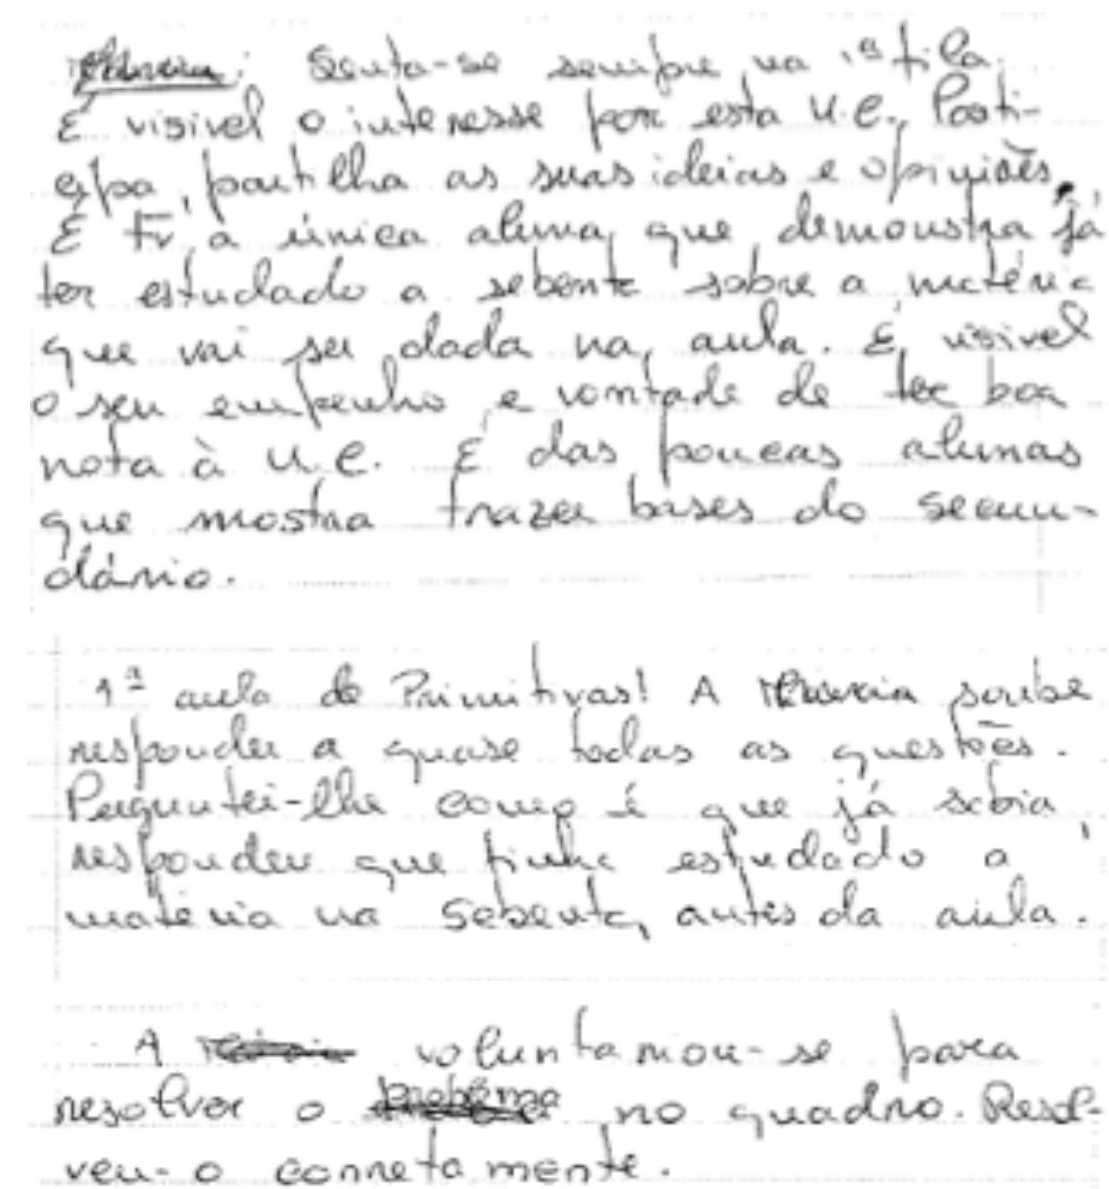 : Senta-se sempre na 1ª fila.
É visivel o interesse por esta U.C., Parti-
cipa, partilha as suas ideias e opiniões.
É a única aluna que demonstra já
ter estudado a sebenta sobre a matéria
que vai ser dada na aula. É visivel
o seu empenho e vontade de ter boa
nota à U.C. É das poucas alunas
que mostra trazer bases do secun-
dário.
1ª aula de Primitivas! A soube
responder a quase todas as questões.
Perguntei-lhe como é que já sabia,
respondeu que tinha estudado a
matéria na sebenta, antes da aula.
A voluntariou-se para
resolver o problema no quadro. Resol-
veu-o corretamente.